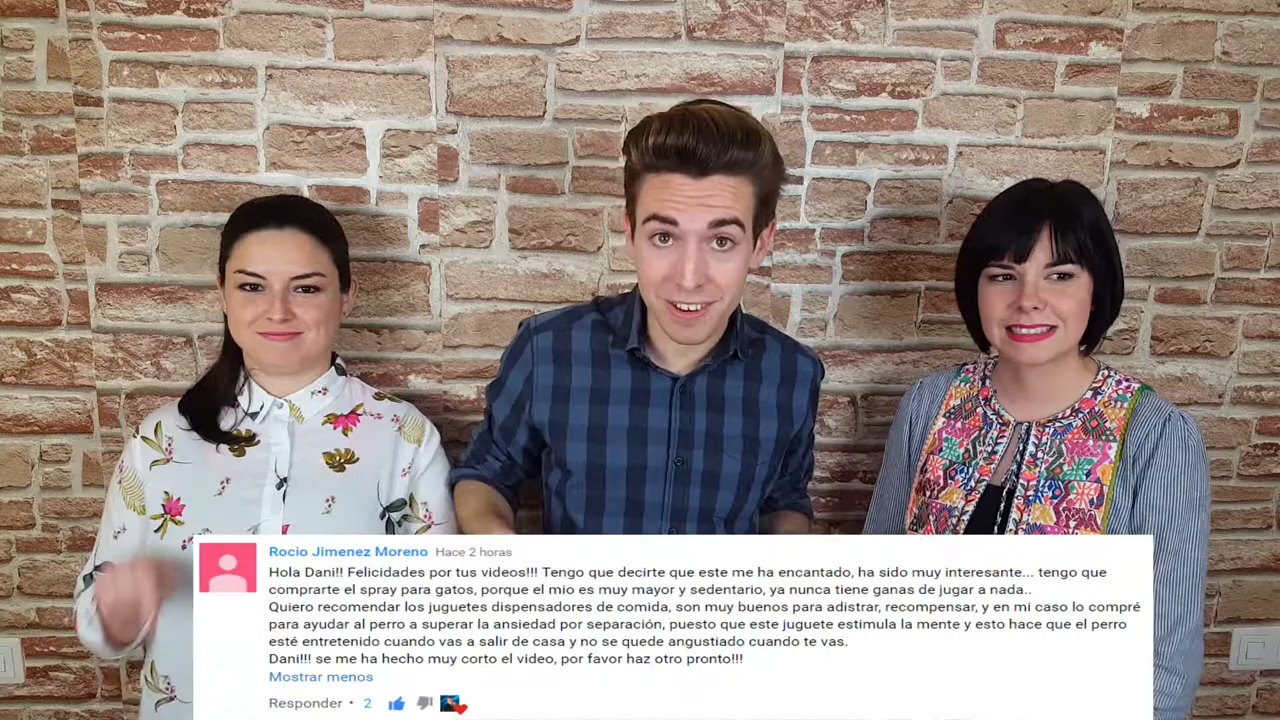 Rocio Jimenez Moreno Hace 2 horas
Hola Dani!! Felicidades por tus videos!!! Tengo que decirte que este me ha encantado, ha sido muy interesante... tengo que
comprarte el spray para gatos, porque el mio es muy mayor y sedentario, ya nunca tiene ganas de jugar a nada..
Quiero recomendar los juguetes dispensadores de comida, son muy buenos para adistrar, recompensar, y en mi caso lo compré
para ayudar al perro a superar la ansiedad por separación, puesto que este juguete estimula la mente y esto hace que el perro
esté entretenido cuando vas a salir de casa y no se quede angustiado cuando te vas.
Dani!!! se me ha hecho muy corto el video, por favor haz otro pronto!!!
Mostrar menos
Responder • 2